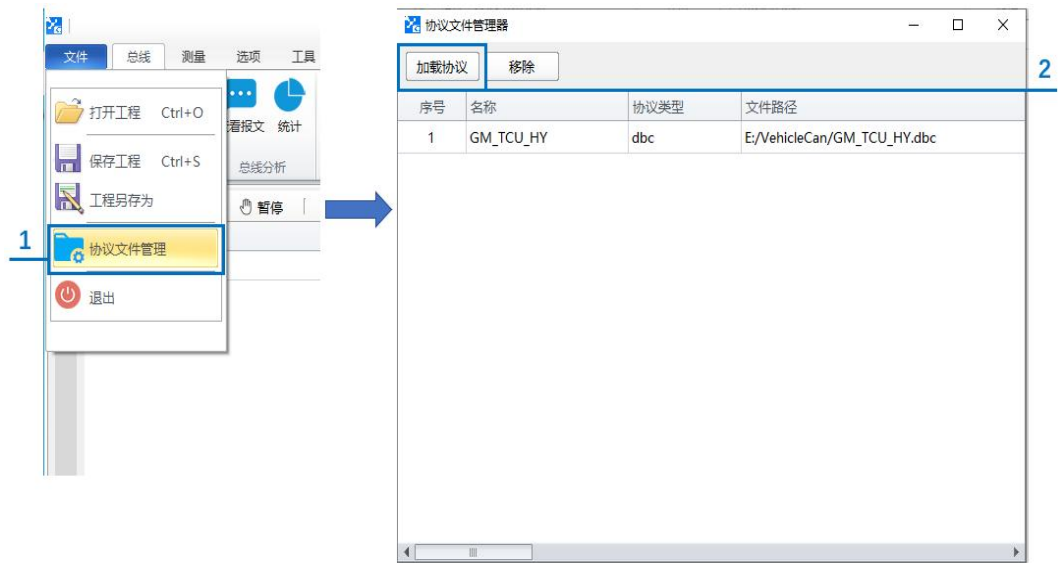 文件 总线 测量 选项 工具
打开工程 Ctrl+O
看报文 统计
保存工程 Ctrl+S
总线分析
工程另存为
暂停
1
协议文件管理
退出
协议文件管理器
加载协议 移除
2
序号 名称 协议类型 文件路径
1 GM_TCU_HY dbc E:/VehicleCan/GM_TCU_HY.dbc